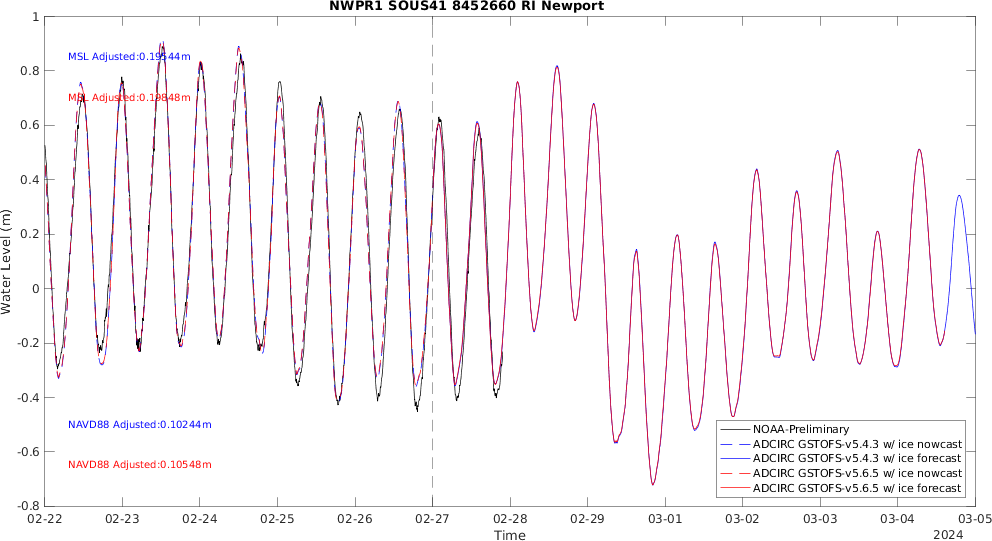 NWPR1 SOUS41 8452660 RI Newport
1
MSL Adjusted:0.19544m
0.8
MSL Adjusted:0.19848m
0.6
0.4
0.2
0
-0.2
-0.4
NAVD88 Adjusted:0.10244m
-0.6
NAVD88 Adjusted:0.10548m
-0.8
Water Level (m)
NOAA-Preliminary
ADCIRC GSTOFS-v5.4.3 w/ ice nowcast
ADCIRC GSTOFS-v5.4.3 w/ ice forecast
ADCIRC GSTOFS-v5.6.5 w/ ice nowcast
ADCIRC GSTOFS-v5.6.5 w/ ice forecast
02-22 02-23 02-24 02-25 02-26 02-27 02-28 02-29 03-01 03-02 03-03 03-04 03-05
Time
2024